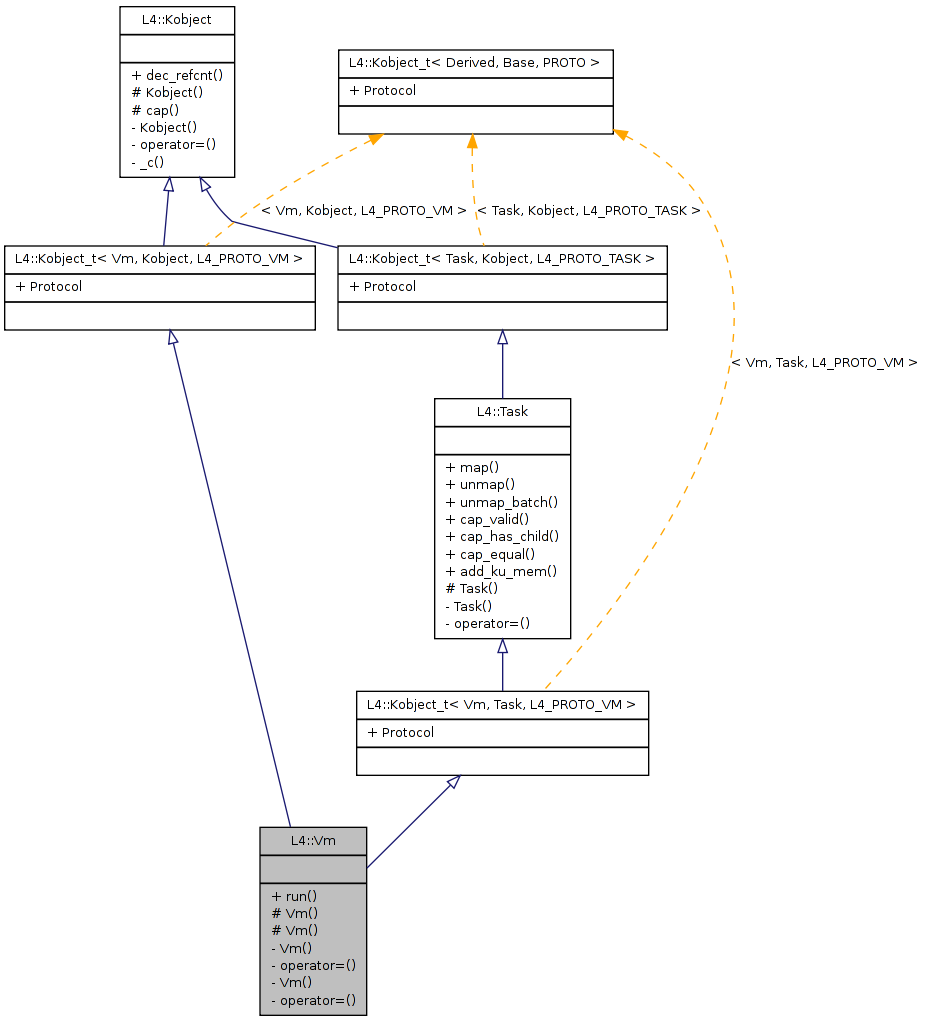 L4::Kobject
+ dec_refcnt()
# Kobject()
# cap()
- Kobject()
- operator=()
- _c()
L4::Kobject_t< Derived, Base, PROTO >
+ Protocol
< Vm, Kobject, L4_PROTO_VM >
< Task, Kobject, L4_PROTO_TASK >
L4::Kobject_t< Vm, Kobject, L4_PROTO_VM >
+ Protocol
L4::Kobject_t< Task, Kobject, L4_PROTO_TASK >
+ Protocol
< Vm, Task, L4_PROTO_VM >
L4::Task
+ map()
+ unmap()
+ unmap_batch()
+ cap_valid()
+ cap_has_child()
+ cap_equal()
+ add_ku_mem()
# Task()
- Task()
- operator=()
L4::Kobject_t< Vm, Task, L4_PROTO_VM >
+ Protocol
L4::Vm
+ run()
# Vm()
# Vm()
- Vm()
- operator=()
- Vm()
- operator=()